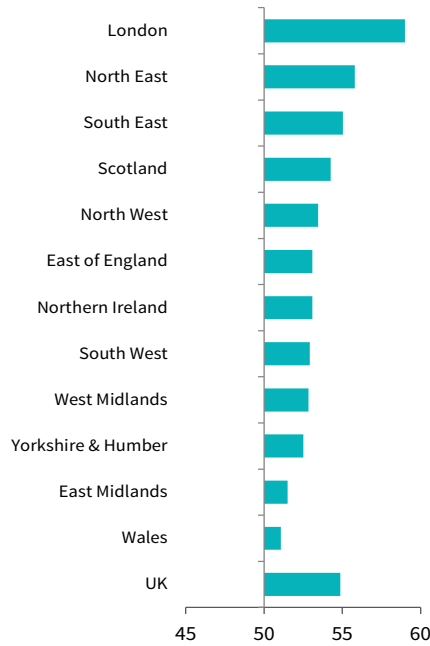 London
North East
South East
Scotland
North West
East of England
Northern Ireland
South West
West Midlands
Yorkshire & Humber
East Midlands
Wales
UK
45 50 55 60